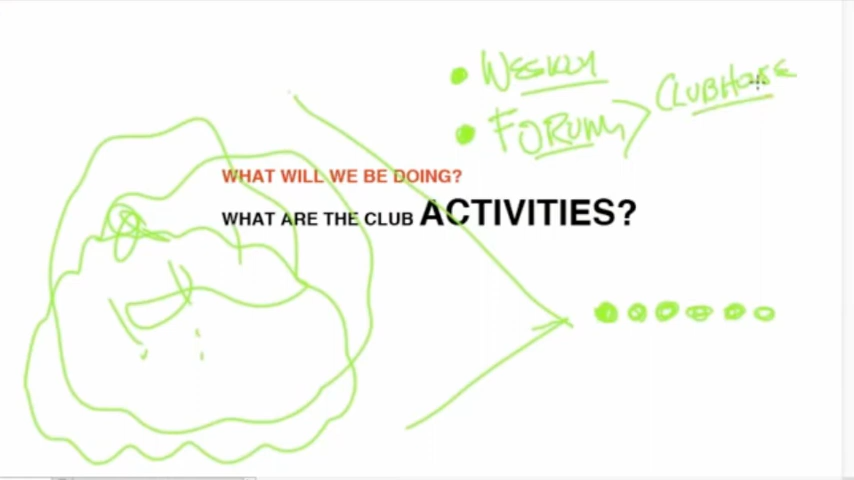 WEEKLY
FORUM
CLUBHOUSE
WHAT WILL WE BE DOING?
WHAT ARE THE CLUB ACTIVITIES?